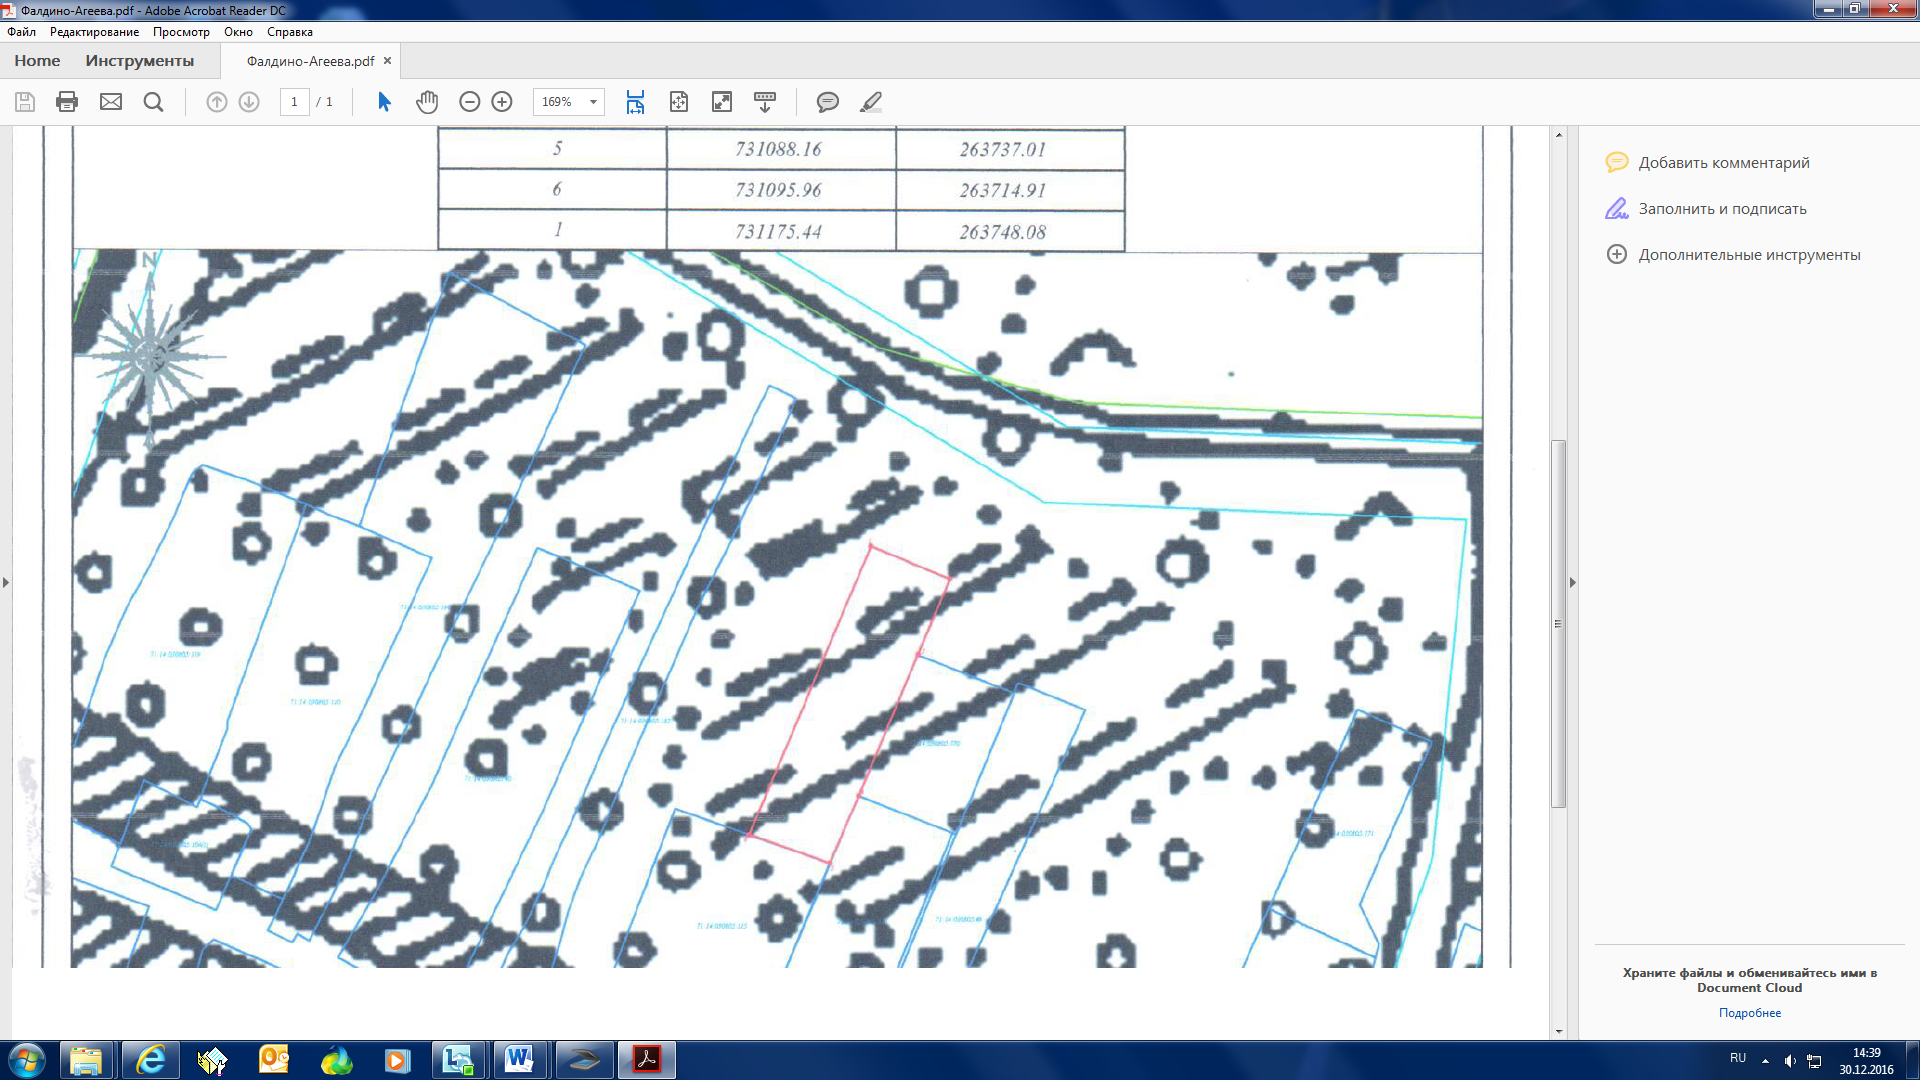 Фалдино-Агеева.pdf - Adobe Acrobat Reader DC
Файл Редактирование Просмотр Окно Справка
Home Инструменты Фалдино-Агеева.pdf ×
1 / 1 169%
5 731088.16 263737.01
6 731095.96 263714.91
1 731175.44 263748.08
N
Добавить комментарий
Заполнить и подписать
Дополнительные инструменты
Храните файлы и обменивайтесь ими в
Document Cloud
Подробнее
RU
14:39
30.12.2016